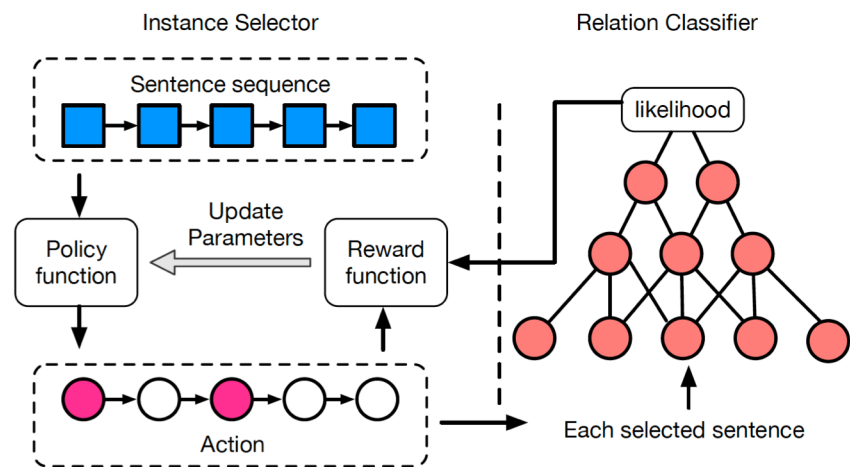 Instance Selector
Relation Classifier
Sentence sequence
likelihood
Policy
function
Update
Parameters
Reward
function
Action
Each selected sentence